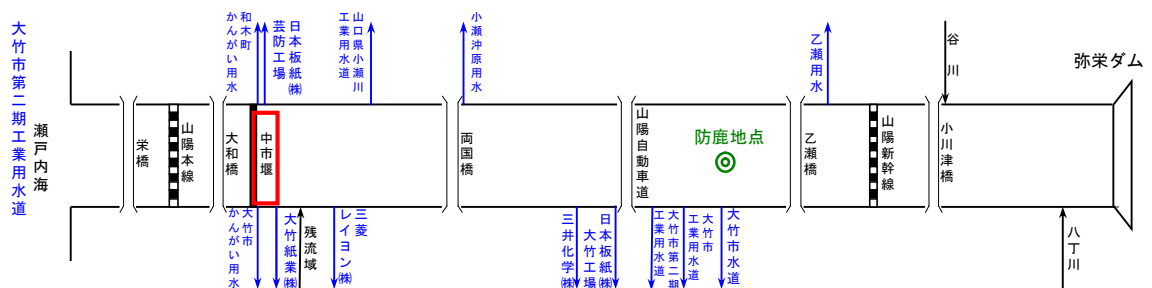 大竹市第二期工業用水道
瀬戸内海
栄橋
山陽本線
大和橋
中市堰
和木町
かんがい用水
日本板紙㈱
芸防工場
山口県小瀬川
工業用水道
小瀬沖原用水
両国橋
山陽自動車道
防鹿地点
乙瀬用水
乙瀬橋
山陽新幹線
谷川
小川津橋
弥栄ダム
大竹市
かんがい用水
大竹紙業㈱
残流域
三菱
レイヨン㈱
三井化学㈱
日本板紙㈱
大竹工場
大竹市第二期
工業用水道
大竹市
工業用水道
大竹市水道
八丁川